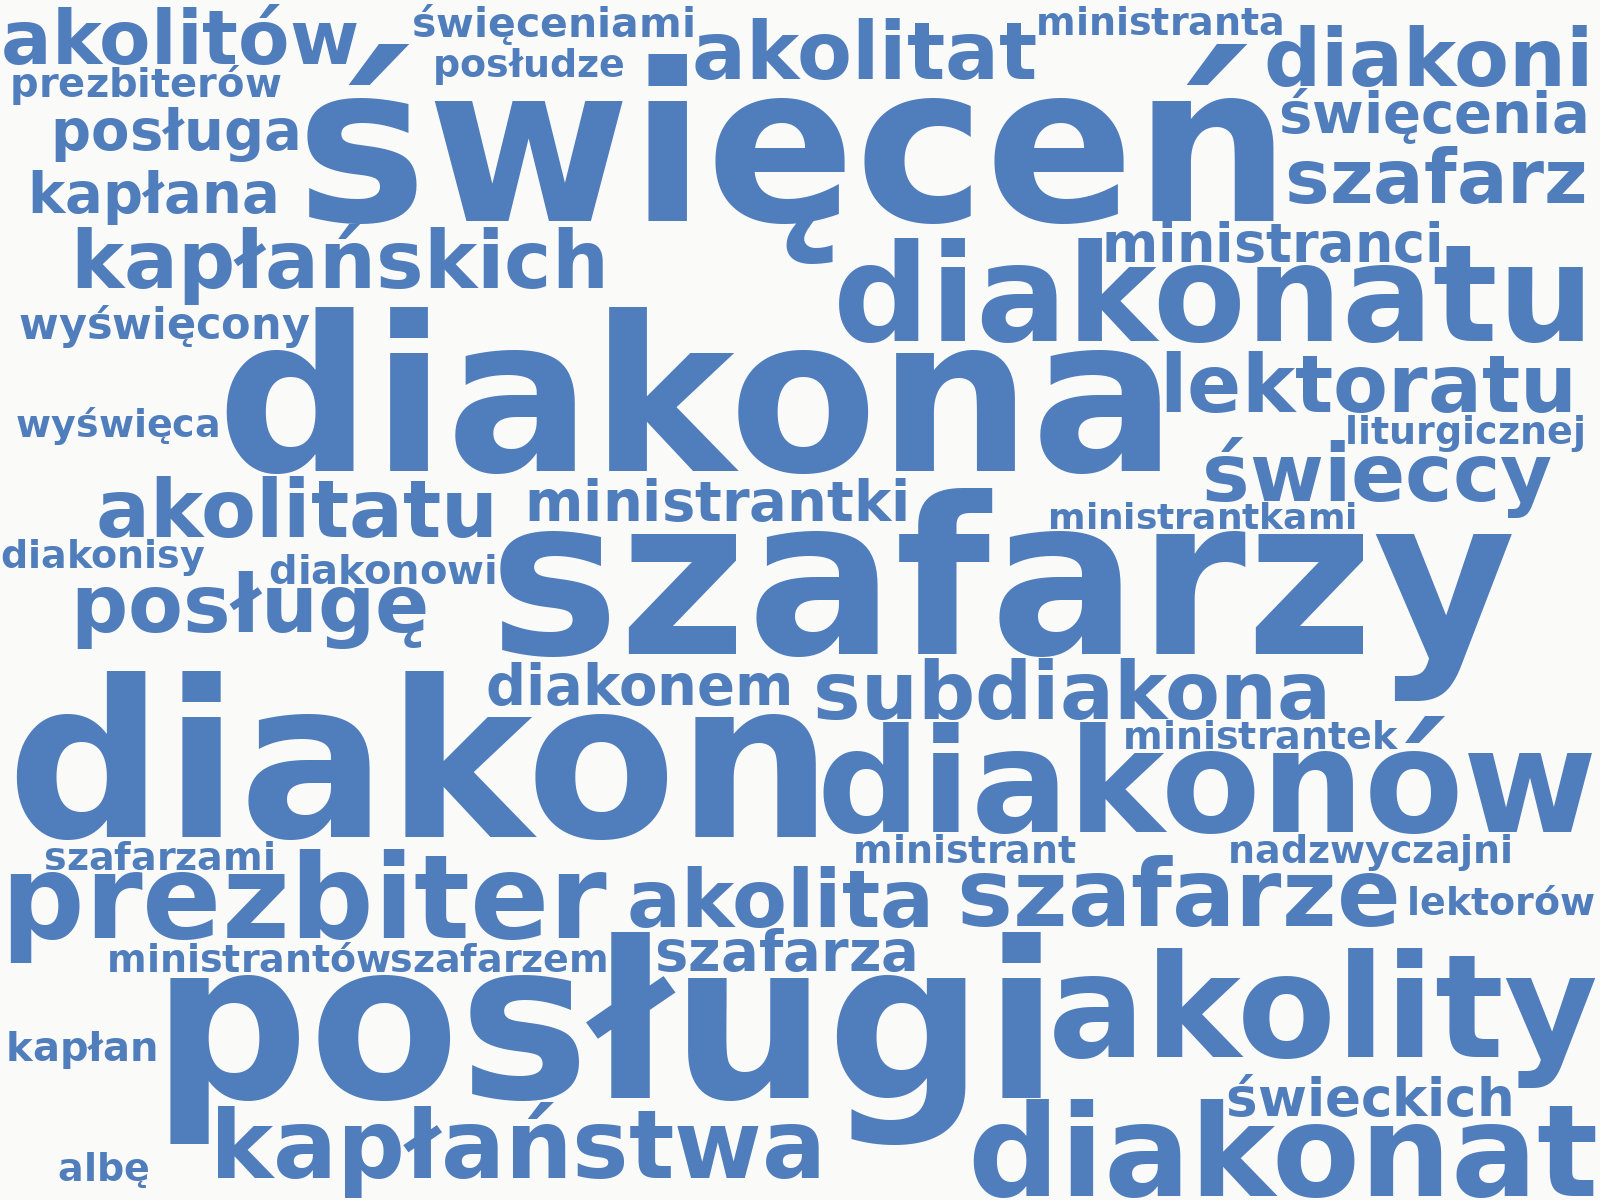 akolitów
święceniami
akolitat
ministranta
diakoni
prezbiterów
posłudze
święceń
święcenia
posługa
szafarz
kapłana
kapłańskich
ministranci
diakonatu
wyświęcony
diakona
lektoratu
wyświęca
liturgicznej
świeccy
akolitatu
ministrantki
ministrantkami
diakonisy
diakonowi
szafarzy
posługę
diakonem
subdiakona
diakon
ministrantek
diakonów
szafarzami
ministrant
nadzwyczajni
prezbiter
akolita
szafarze
lektorów
ministrantów
szafarzem
szafarza
posługi
akolity
kapłan
świeckich
kapłaństwa
diakonat
albę